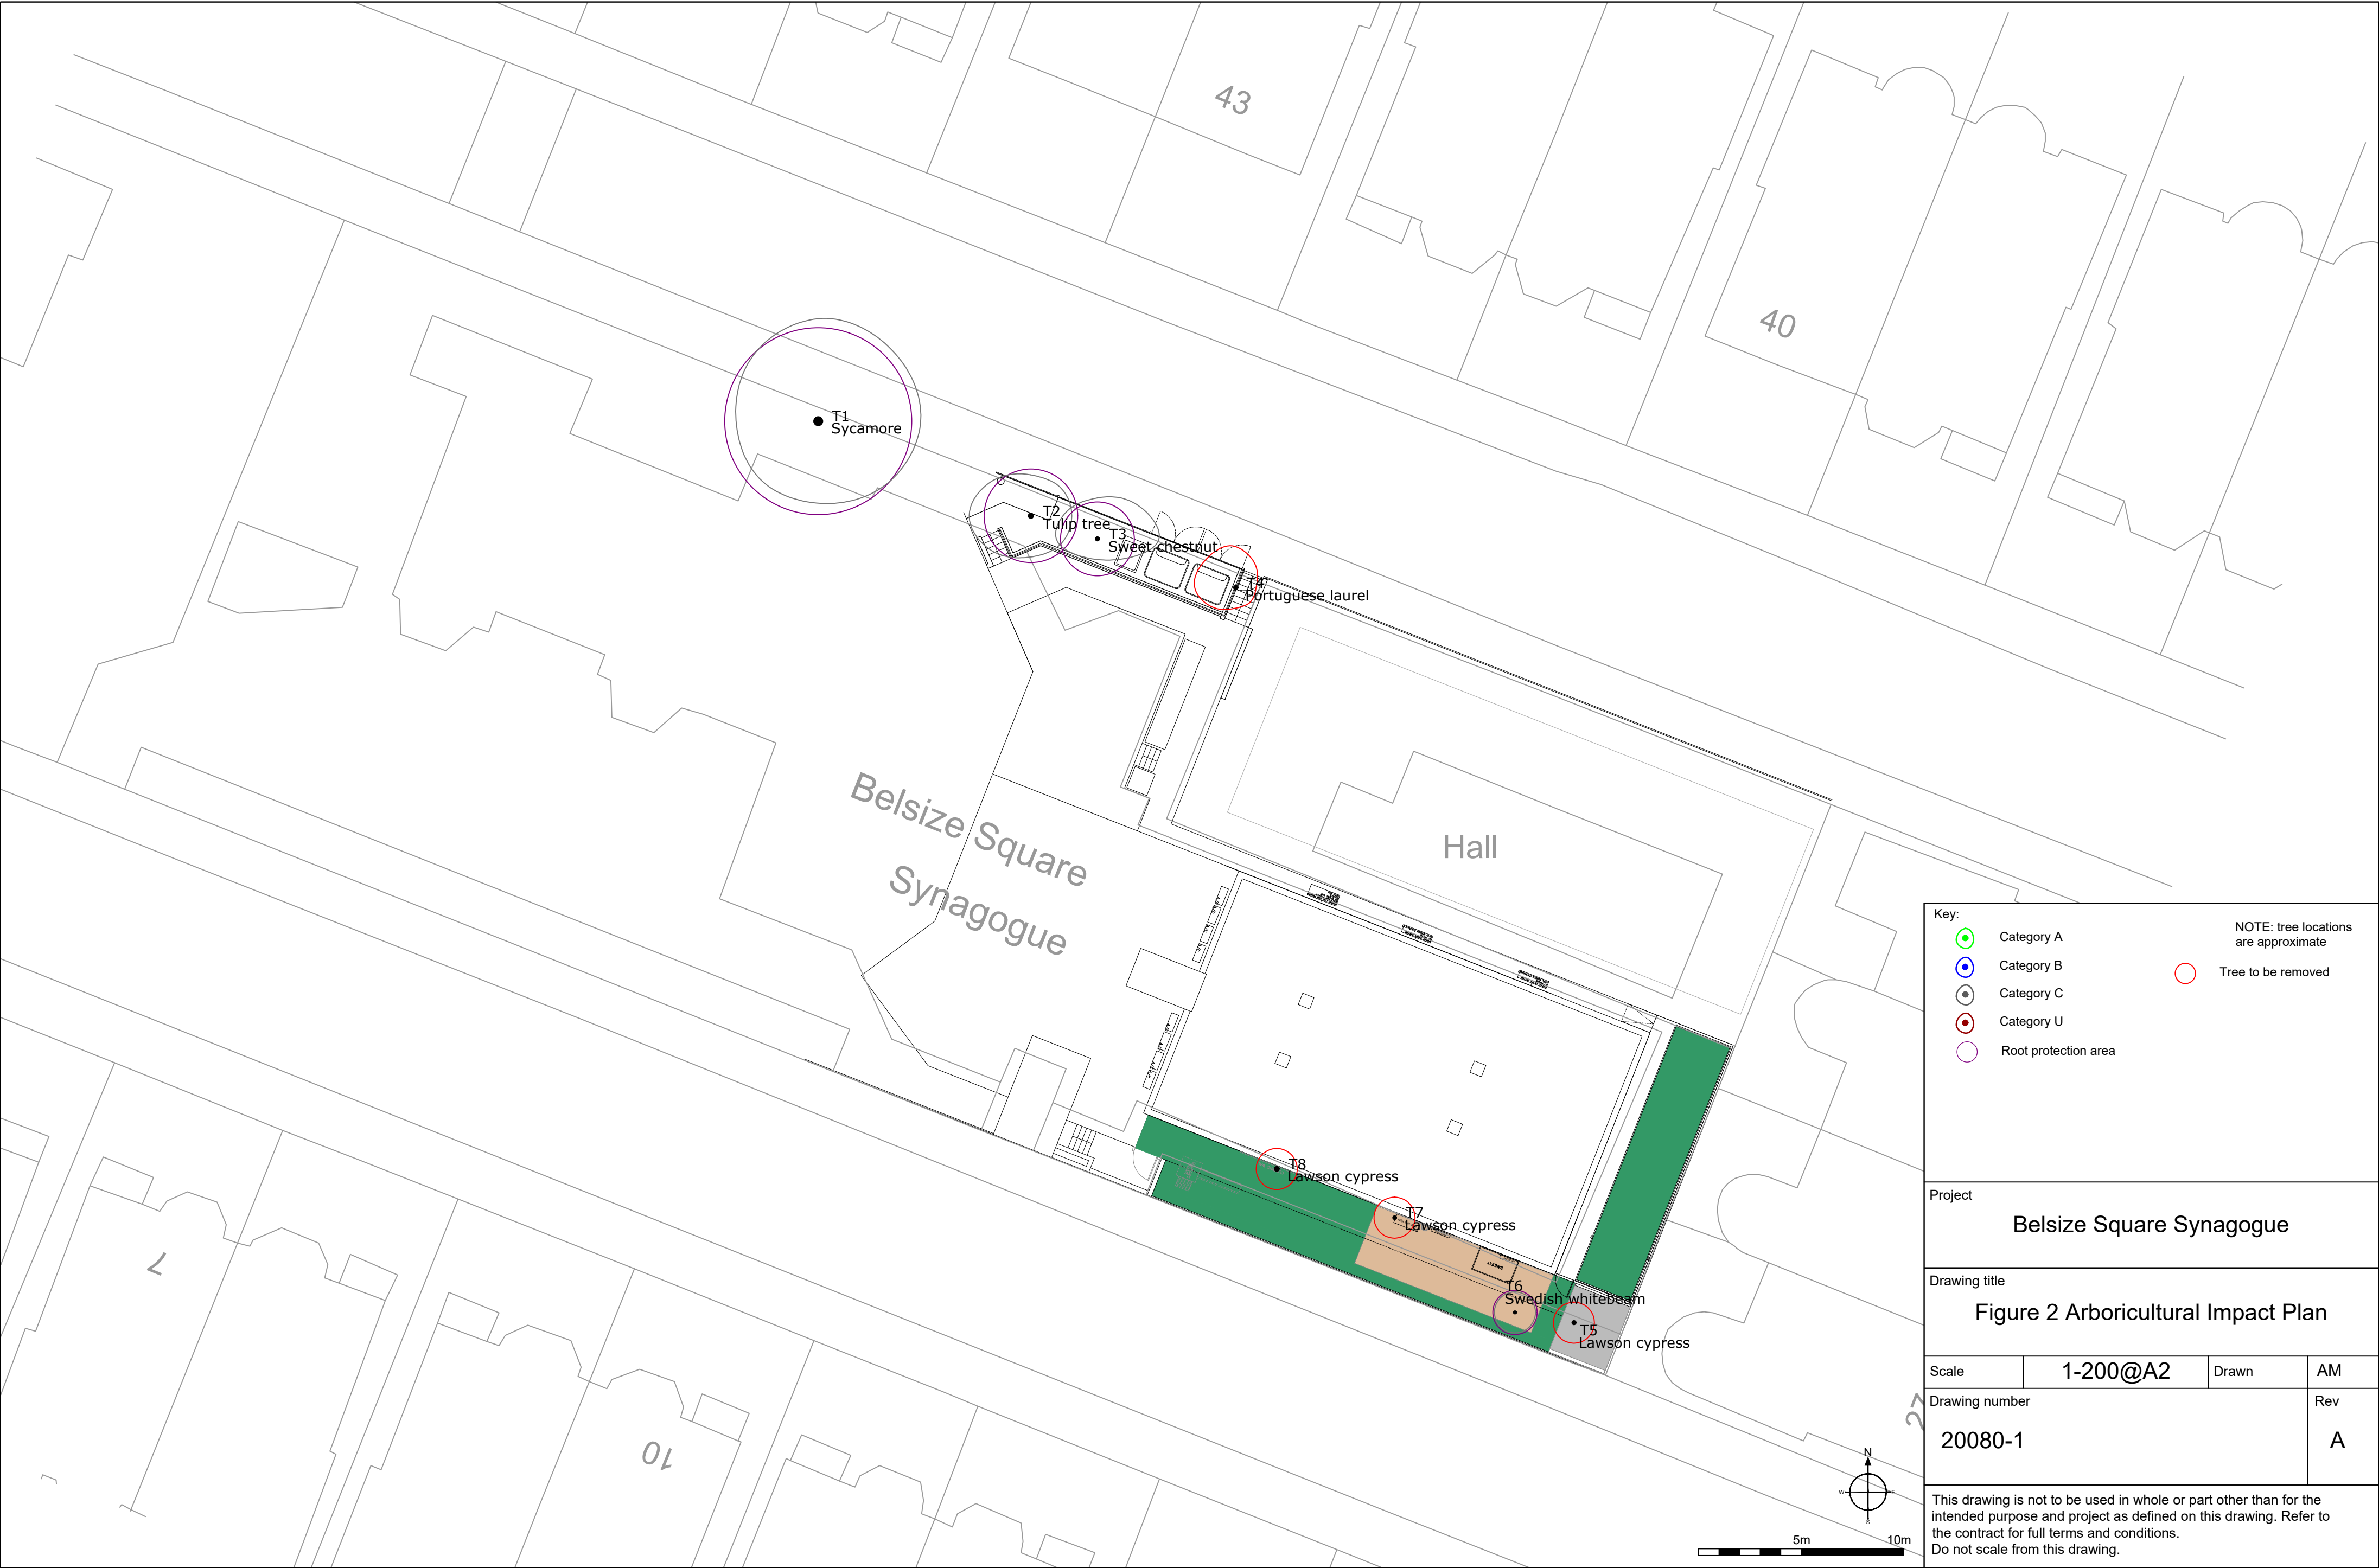 43
40
T1
Sycamore
T2
Tulip tree
T3
Sweet chestnut
T4
Portuguese laurel
Belsize Square
Synagogue
Hall
T8
Lawson cypress
T7
Lawson cypress
T6
Swedish whitebeam
T5
Lawson cypress
7
10
27
N
W
E
S
5m
10m
Key:
Category A
Category B
Category C
Category U
Root protection area
NOTE: tree locations
are approximate
Tree to be removed
Project
Belsize Square Synagogue
Drawing title
Figure 2 Arboricultural Impact Plan
Scale
1-200@A2
Drawn
AM
Drawing number
20080-1
Rev
A
This drawing is not to be used in whole or part other than for the
intended purpose and project as defined on this drawing. Refer to
the contract for full terms and conditions.
Do not scale from this drawing.